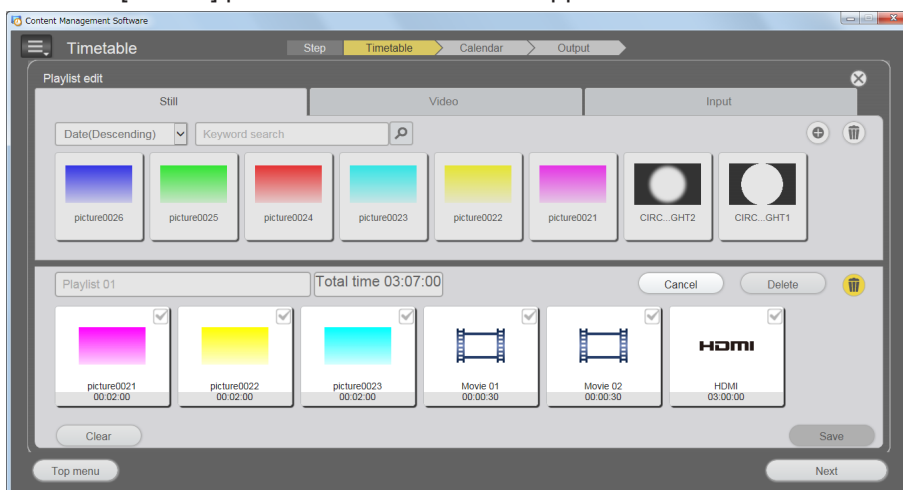 Content Management Software
Timetable
Step Timetable Calendar Output
Playlist edit
Still Video Input
Date(Descending) Keyword search
picture0026 picture0025 picture0024 picture0023 picture0022 picture0021 CIRC...GHT2 CIRC...GHT1
Playlist 01 Total time 03:07:00 Cancel Delete
HDMI
picture0021 picture0022 picture0023 Movie 01 Movie 02 HDMI
00:02:00 00:02:00 00:02:00 00:00:30 00:00:30 03:00:00
Clear Save
Top menu Next